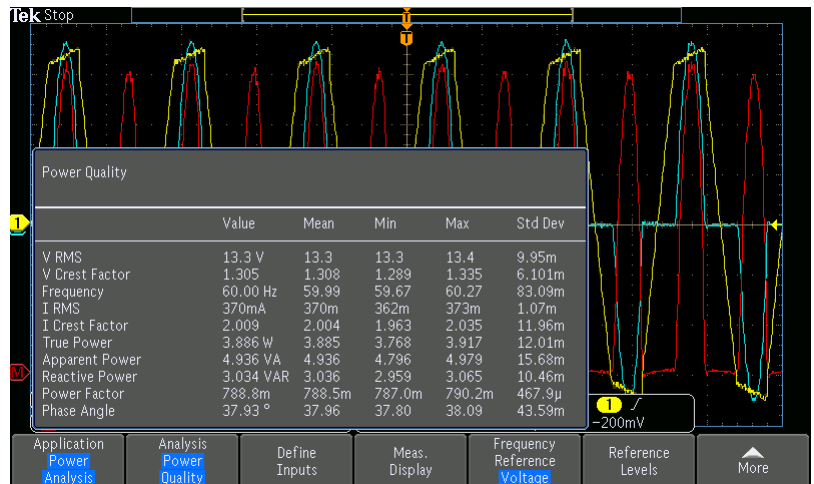 Tek Stop
T
T
1
Power Quality
Value Mean Min Max Std Dev
V RMS 13.3 V 13.3 13.3 13.4 9.95m
V Crest Factor 1.305 1.308 1.289 1.335 6.101m
Frequency 60.00 Hz 59.99 59.67 60.27 83.09m
I RMS 370mA 370m 362m 373m 1.07m
I Crest Factor 2.009 2.004 1.963 2.035 11.96m
True Power 3.886 W 3.885 3.768 3.917 12.01m
Apparent Power 4.936 VA 4.936 4.796 4.979 15.68m
Reactive Power 3.034 VAR 3.036 2.959 3.065 10.46m
Power Factor 788.8m 788.5m 787.0m 790.2m 467.9µ
Phase Angle 37.93 ° 37.96 37.80 38.09 43.59m
M
1
-200mV
Application
Power
Analysis
Analysis
Power
Quality
Define
Inputs
Meas.
Display
Frequency
Reference
Voltage
Reference
Levels
More